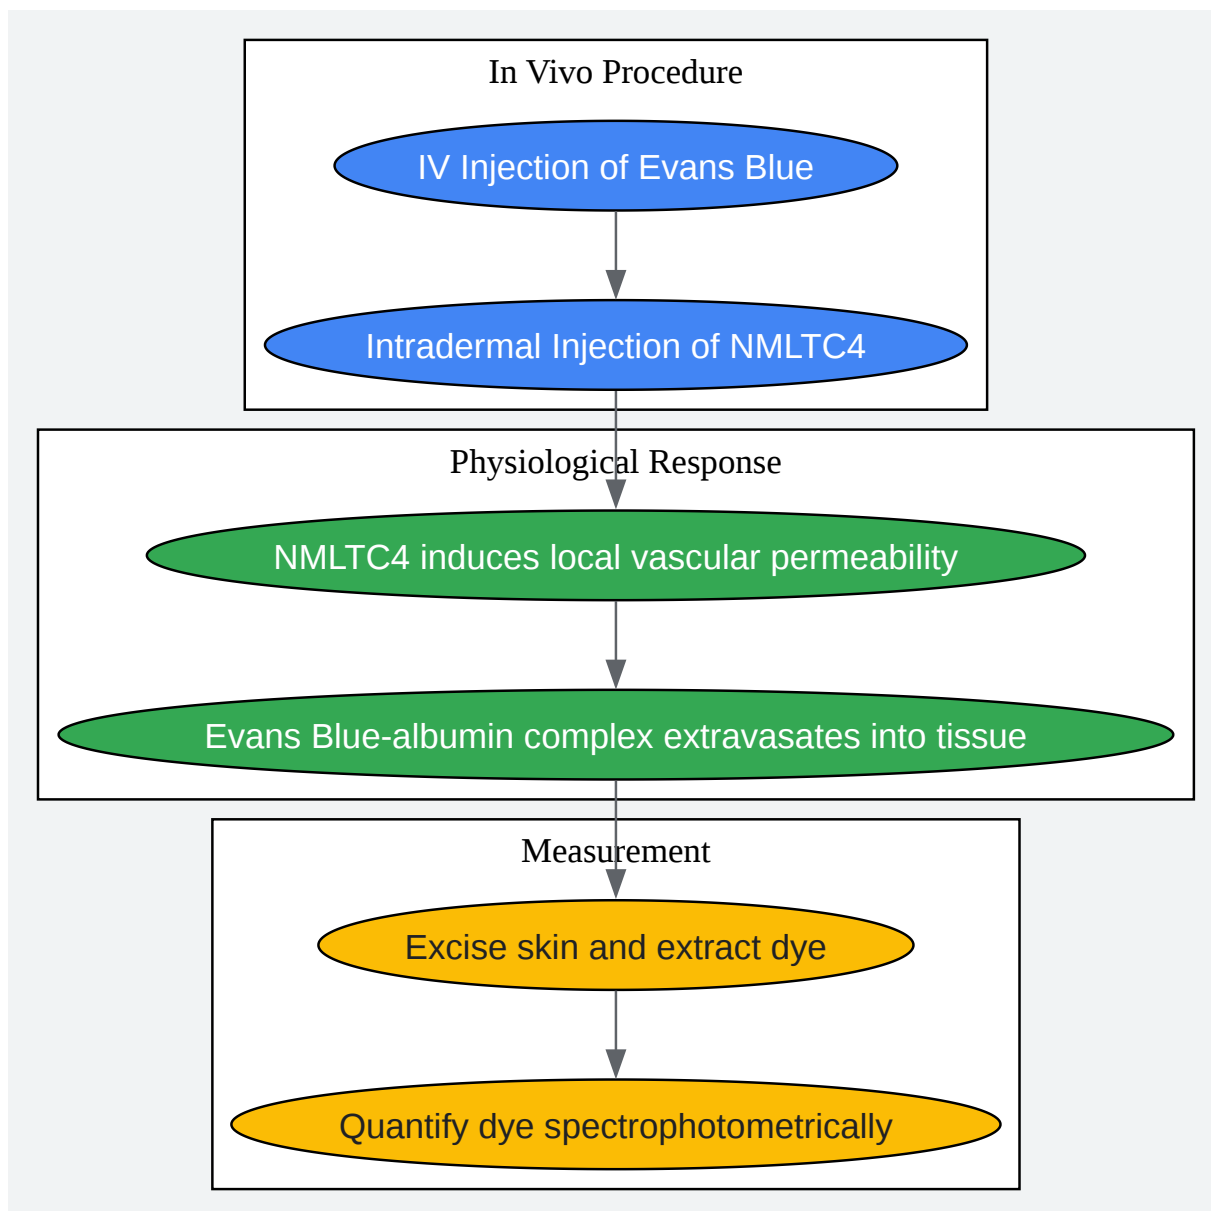 In Vivo Procedure
IV Injection of Evans Blue
Intradermal Injection of NMLTC4
Physiological Response
NMLTC4 induces local vascular permeability
Evans Blue-albumin complex extravasates into tissue
Measurement
Excise skin and extract dye
Quantify dye spectrophotometrically